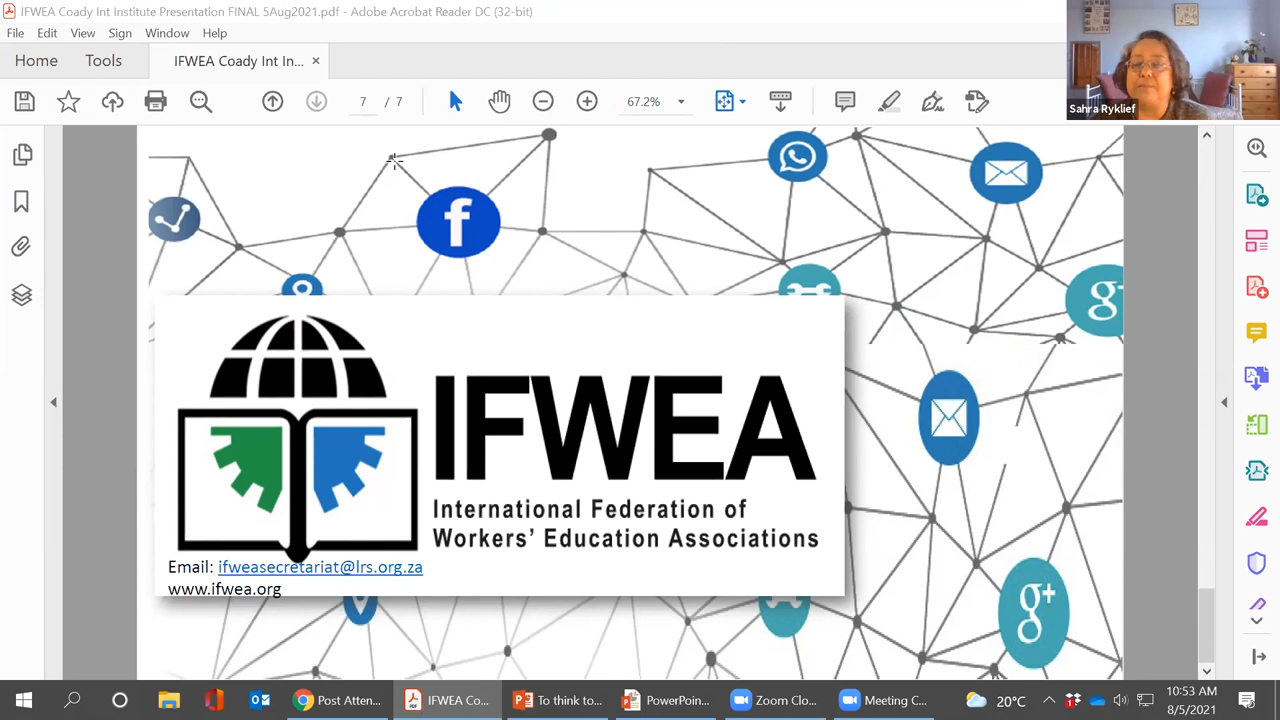 IFWEA Coady Int Institute Presentation FINAL 5Aug2021.pdf - Adobe Acrobat Reader DC (32-bit)
File Edit View Sign Window Help
Home Tools IFWEA Coady Int In... ×
7 / 7 67.2%
Sahra Ryklief
f
g+
IFWEA
International Federation of
Workers’ Education Associations
Email: ifweasecretariat@lrs.org.za
www.ifwea.org
g+
Post Atten... IFWEA Co... To think to... PowerPoin... Zoom Clo... Meeting C... 20°C 10:53 AM
8/5/2021